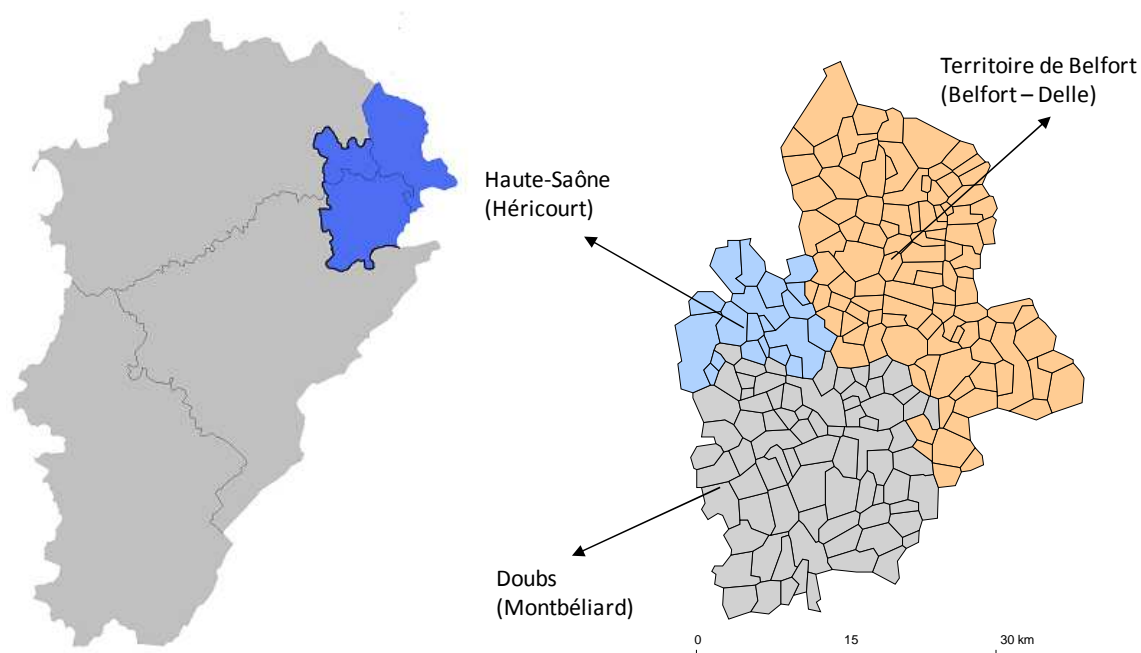 Territoire de Belfort
(Belfort – Delle)
Haute-Saône
(Héricourt)
Doubs
(Montbéliard)
0 15 30 km